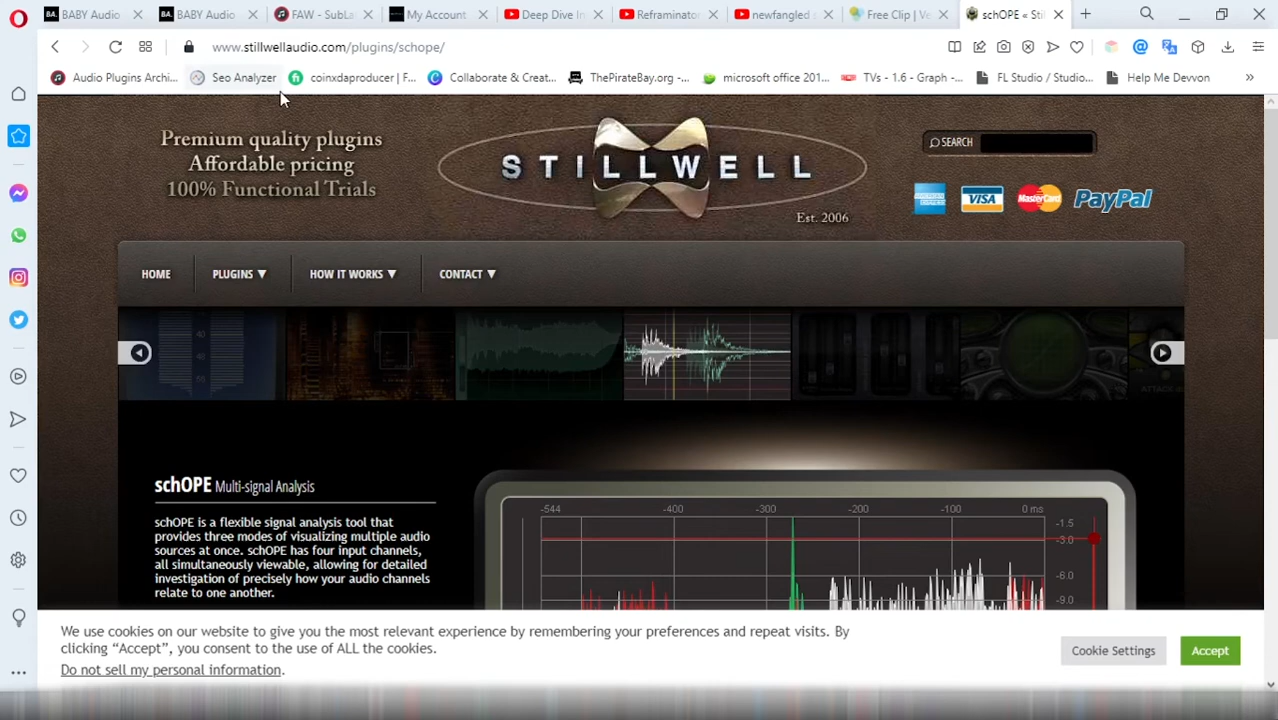 BABY Audio
BABY Audio
FAW - SubLa
My Account
Deep Dive In
Reframinato
newfangled s
Free Clip | Ve
schOPE « Sti
www.stillwellaudio.com/plugins/schope/
Audio Plugins Archi...
Seo Analyzer
coinxdaproducer | F...
Collaborate & Creat...
ThePirateBay.org -...
microsoft office 201...
TVs - 1.6 - Graph -...
FL Studio / Studio...
Help Me Devvon
»
Premium quality plugins
Affordable pricing
100% Functional Trials
STILLWELL
Est. 2006
SEARCH
VISA
MasterCard
PayPal
HOME
PLUGINS ▼
HOW IT WORKS ▼
CONTACT ▼
schOPE Multi-signal Analysis
schOPE is a flexible signal analysis tool that
provides three modes of visualizing multiple audio
sources at once. schOPE has four input channels,
all simultaneously viewable, allowing for detailed
investigation of precisely how your audio channels
relate to one another.
-544
-400
-300
-200
-100
0 ms
-1.5
-3.0
-6.0
-9.0
We use cookies on our website to give you the most relevant experience by remembering your preferences and repeat visits. By
clicking “Accept”, you consent to the use of ALL the cookies.
Do not sell my personal information.
Cookie Settings
Accept